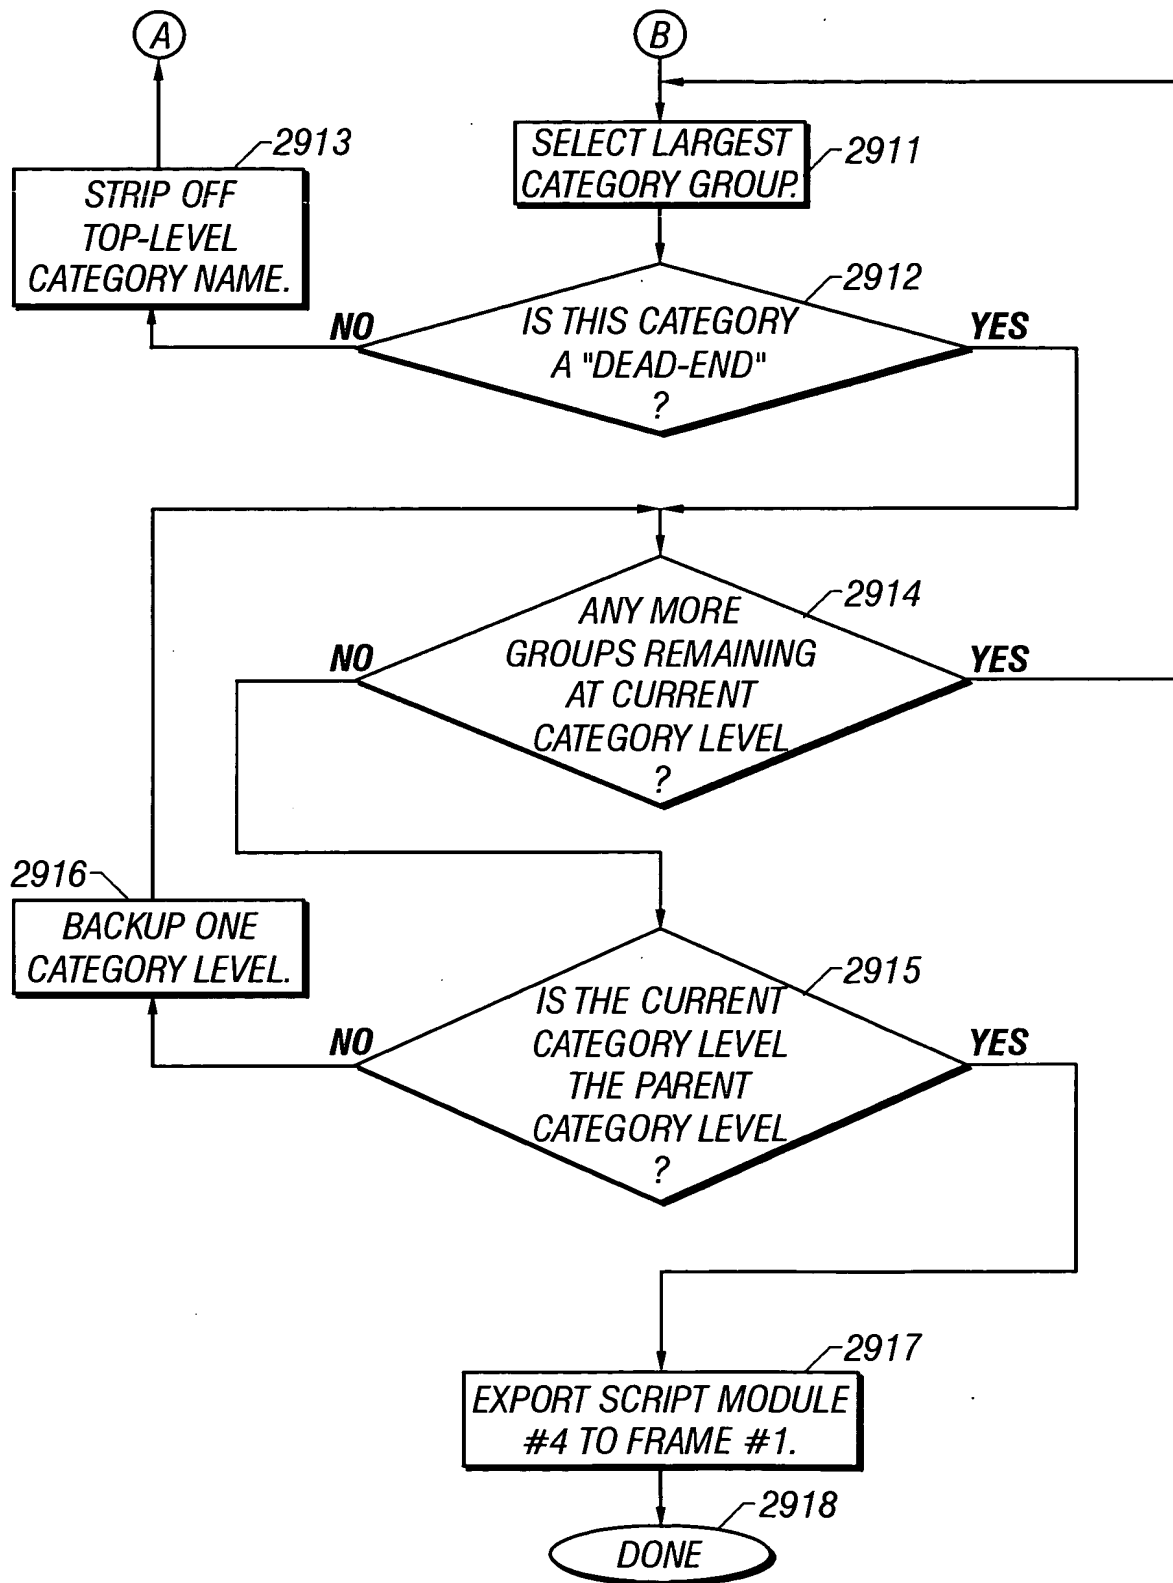 A
B
2913
STRIP OFF
TOP-LEVEL
CATEGORY NAME.
SELECT LARGEST
CATEGORY GROUP.
2911
2912
NO
IS THIS CATEGORY
A "DEAD-END"
?
YES
2914
NO
ANY MORE
GROUPS REMAINING
AT CURRENT
CATEGORY LEVEL
?
YES
2916
BACKUP ONE
CATEGORY LEVEL.
2915
NO
IS THE CURRENT
CATEGORY LEVEL
THE PARENT
CATEGORY LEVEL
?
YES
2917
EXPORT SCRIPT MODULE
#4 TO FRAME #1.
2918
DONE